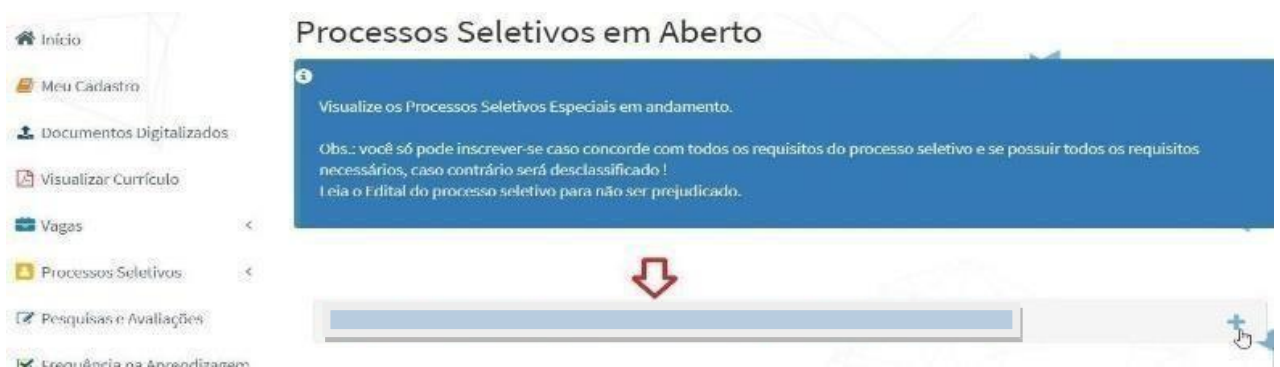 Início
Meu Cadastro
Documentos Digitalizados
Visualizar Currículo
Vagas
Processos Seletivos
Pesquisas e Avaliações
Frequência na Aprendizagem
Processos Seletivos em Aberto
Visualize os Processos Seletivos Especiais em andamento.
Obs.: você só pode inscrever-se caso concorde com todos os requisitos do processo seletivo e se possuir todos os requisitos
necessários, caso contrário será desclassificado !
Leia o Edital do processo seletivo para não ser prejudicado.